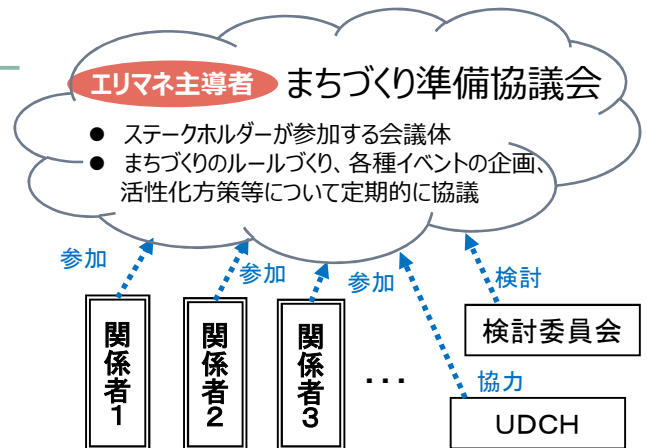 エリマネ主導者 まちづくり準備協議会
● ステークホルダーが参加する会議体
● まちづくりのルールづくり、各種イベントの企画、
活性化方策等について定期的に協議
参加
参加
参加
検討
関係者1
関係者2
関係者3
・・・
検討委員会
協力
UDCH